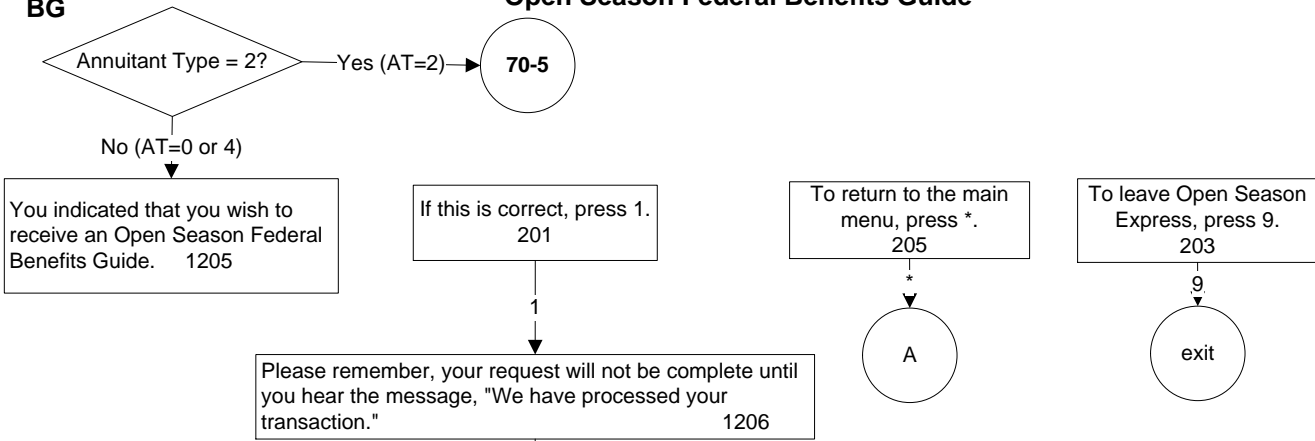 BG
Open Season Federal Benefits Guide
Annuitant Type = 2?
Yes (AT=2)
70-5
No (AT=0 or 4)
You indicated that you wish to
receive an Open Season Federal
Benefits Guide. 1205
If this is correct, press 1.
201
To return to the main
menu, press *.
205
To leave Open Season
Express, press 9.
203
1
*
9
A
exit
Please remember, your request will not be complete until
you hear the message, "We have processed your
transaction." 1206